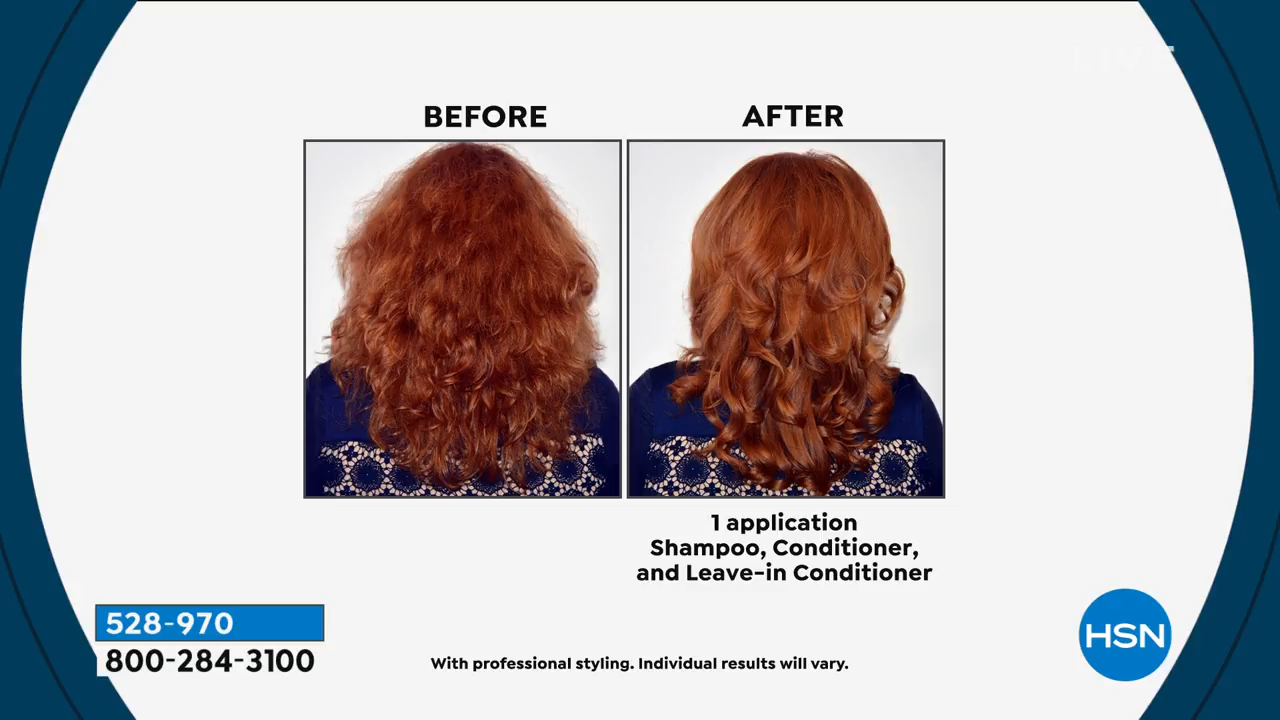 LIVE
BEFORE
AFTER
1 application
Shampoo, Conditioner,
and Leave-in Conditioner
528-970
800-284-3100
With professional styling. Individual results will vary.
HSN